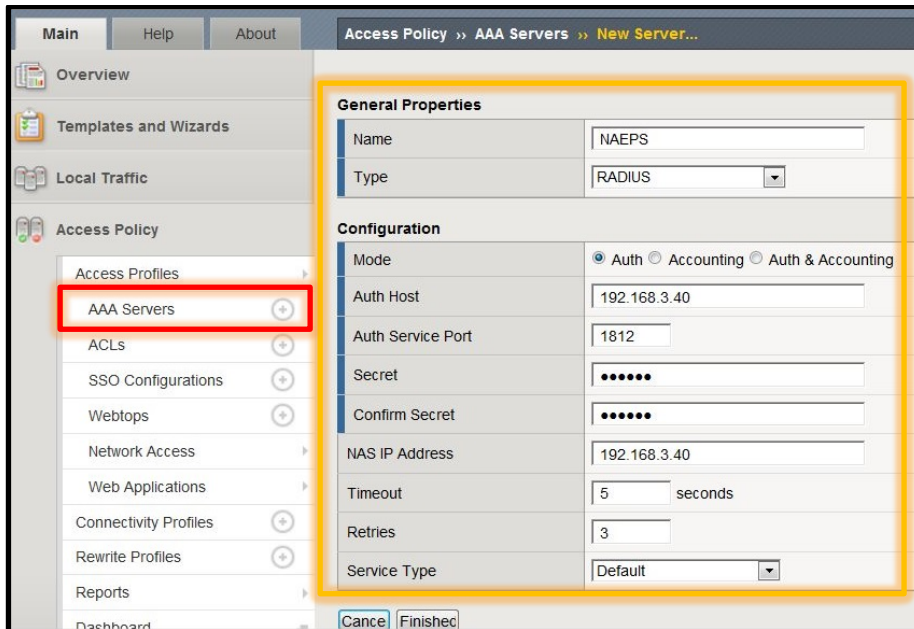 Main Help About
Access Policy ›› AAA Servers ›› New Server...
Overview
Templates and Wizards
Local Traffic
Access Policy
Access Profiles
AAA Servers
ACLs
SSO Configurations
Webtops
Network Access
Web Applications
Connectivity Profiles
Rewrite Profiles
Reports
Dashboard
General Properties
Name NAEPS
Type RADIUS
Configuration
Mode Auth Accounting Auth & Accounting
Auth Host 192.168.3.40
Auth Service Port 1812
Secret ••••••
Confirm Secret ••••••
NAS IP Address 192.168.3.40
Timeout 5 seconds
Retries 3
Service Type Default
Cance Finished